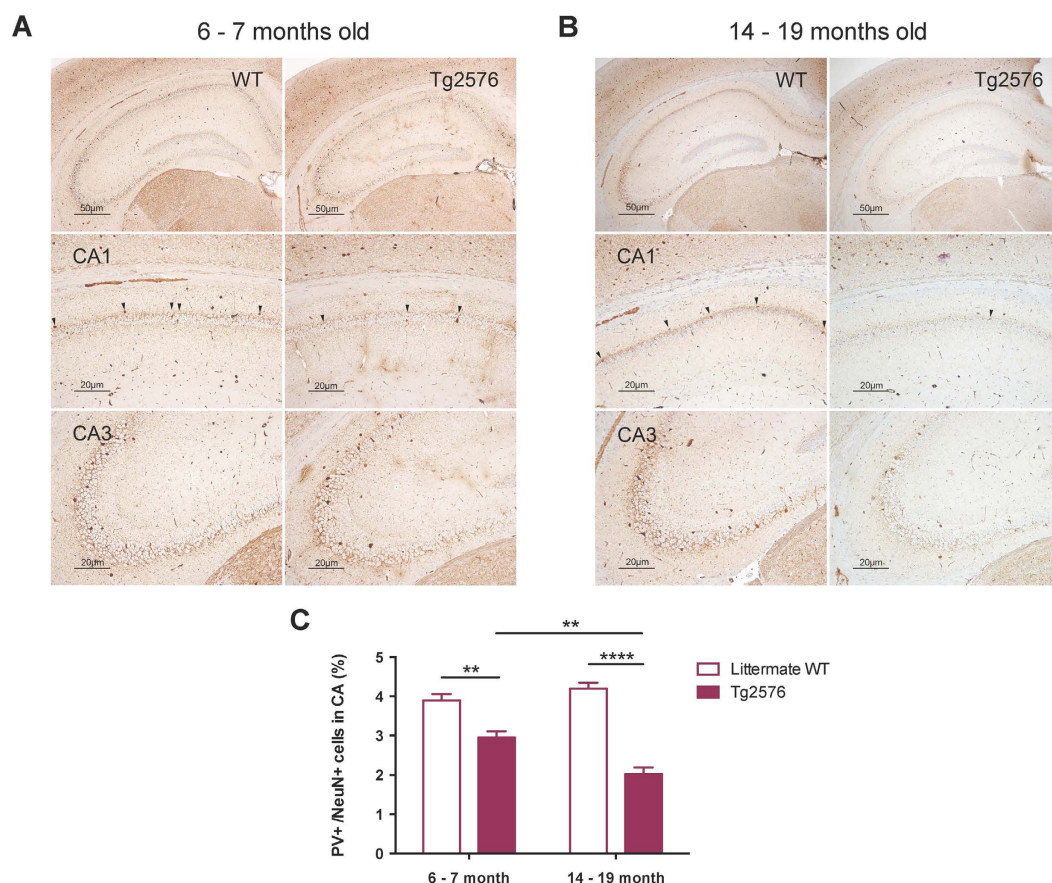 A
6 - 7 months old
B
14 - 19 months old
WT
Tg2576
WT
Tg2576
50µm
50µm
50µm
50µm
CA1
CA1
20µm
20µm
20µm
20µm
CA3
CA3
20µm
20µm
20µm
20µm
C
**
**
****
PV+ /NeuN+ cells in CA (%)
5
4
3
2
1
0
6 - 7 month
14 - 19 month
Littermate WT
Tg2576